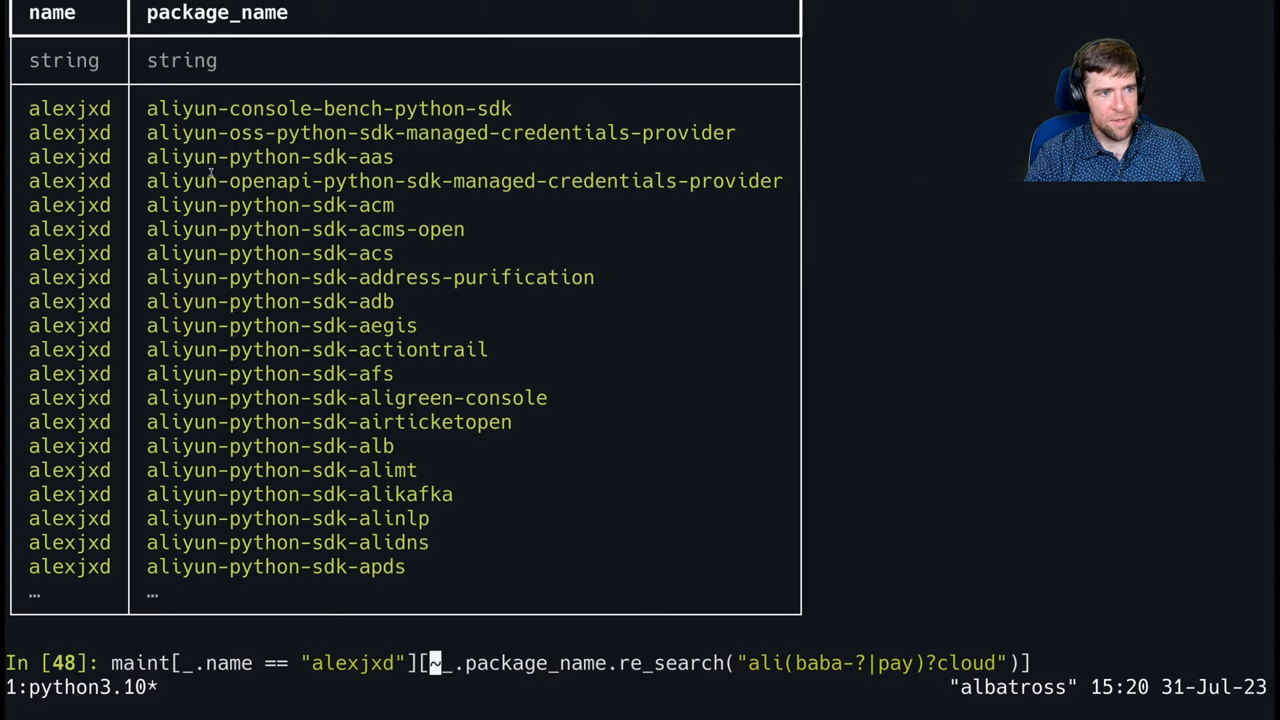 name package_name
string string
alexjxd aliyun-console-bench-python-sdk
alexjxd aliyun-oss-python-sdk-managed-credentials-provider
alexjxd aliyun-python-sdk-aas
alexjxd aliyun-openapi-python-sdk-managed-credentials-provider
alexjxd aliyun-python-sdk-acm
alexjxd aliyun-python-sdk-acms-open
alexjxd aliyun-python-sdk-acs
alexjxd aliyun-python-sdk-address-purification
alexjxd aliyun-python-sdk-adb
alexjxd aliyun-python-sdk-aegis
alexjxd aliyun-python-sdk-actiontrail
alexjxd aliyun-python-sdk-afs
alexjxd aliyun-python-sdk-aligreen-console
alexjxd aliyun-python-sdk-airticketopen
alexjxd aliyun-python-sdk-alb
alexjxd aliyun-python-sdk-alimt
alexjxd aliyun-python-sdk-alikafka
alexjxd aliyun-python-sdk-alinlp
alexjxd aliyun-python-sdk-alidns
alexjxd aliyun-python-sdk-apds
… …
In [48]: maint[_.name == "alexjxd"][~_.package_name.re_search("ali(baba-?|pay)?cloud")]
1:python3.10* "albatross" 15:20 31-Jul-23